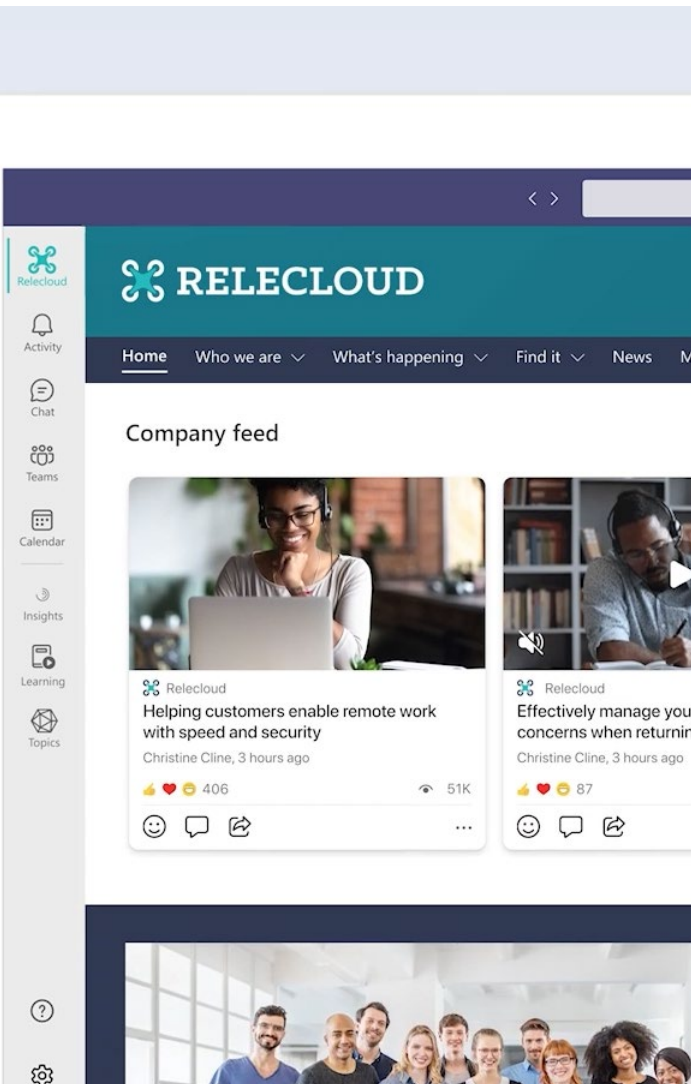 Relecloud
Activity
Chat
Teams
Calendar
Insights
Learning
Topics
RELECLOUD
Home Who we are What's happening Find it News
Company feed
Relecloud
Helping customers enable remote work
with speed and security
Christine Cline, 3 hours ago
406 51K
Relecloud
Effectively manage you
concerns when returnin
Christine Cline, 3 hours ago
87